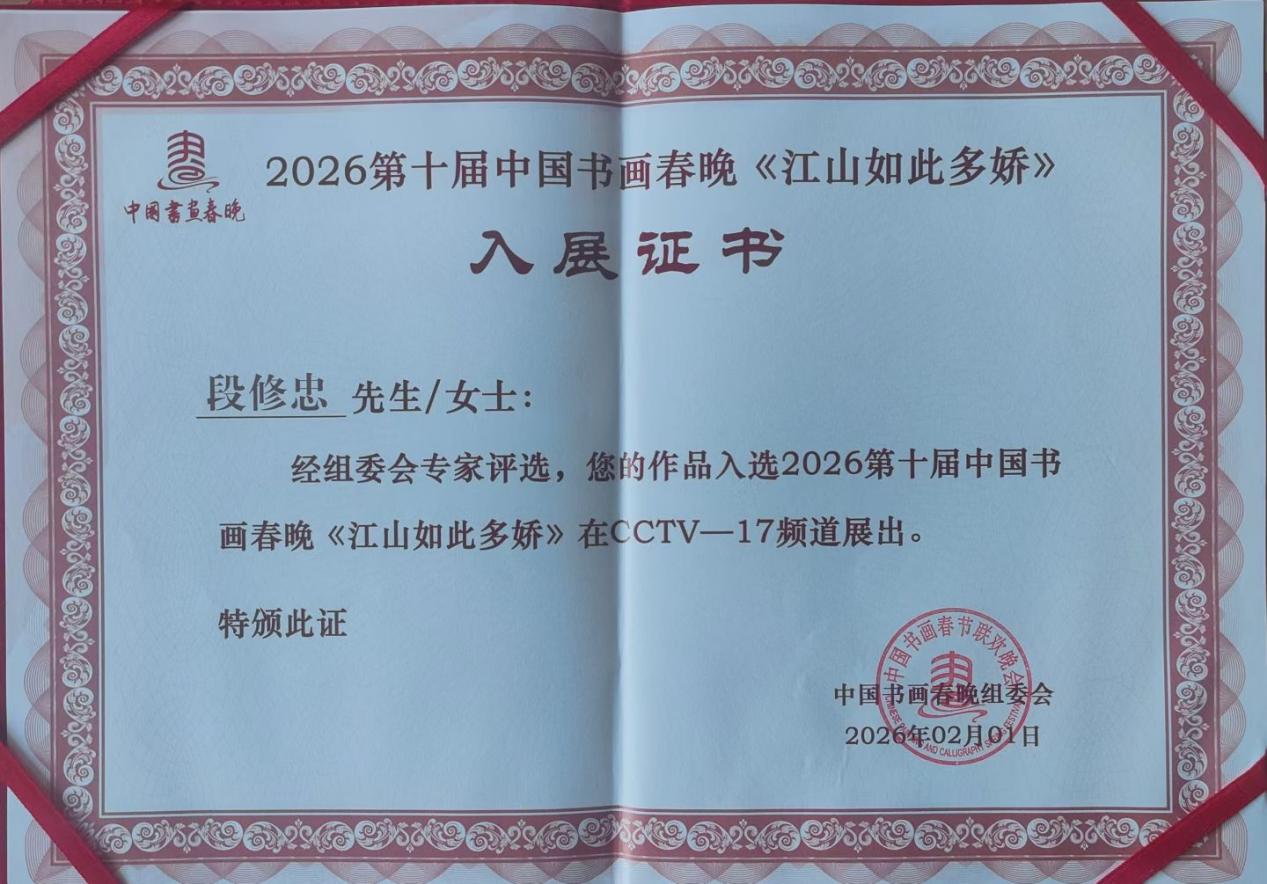 中国書画春晚
2026第十届中国书画春晚《江山如此多娇》
入展证书
段修忠 先生/女士：
经组委会专家评选，您的作品入选2026第十届中国书
画春晚《江山如此多娇》在CCTV—17频道展出。
特颁此证
中国书画春节联欢晚会
中国书画春晚组委会
2026年02月01日
AND CALLIGRAPHY